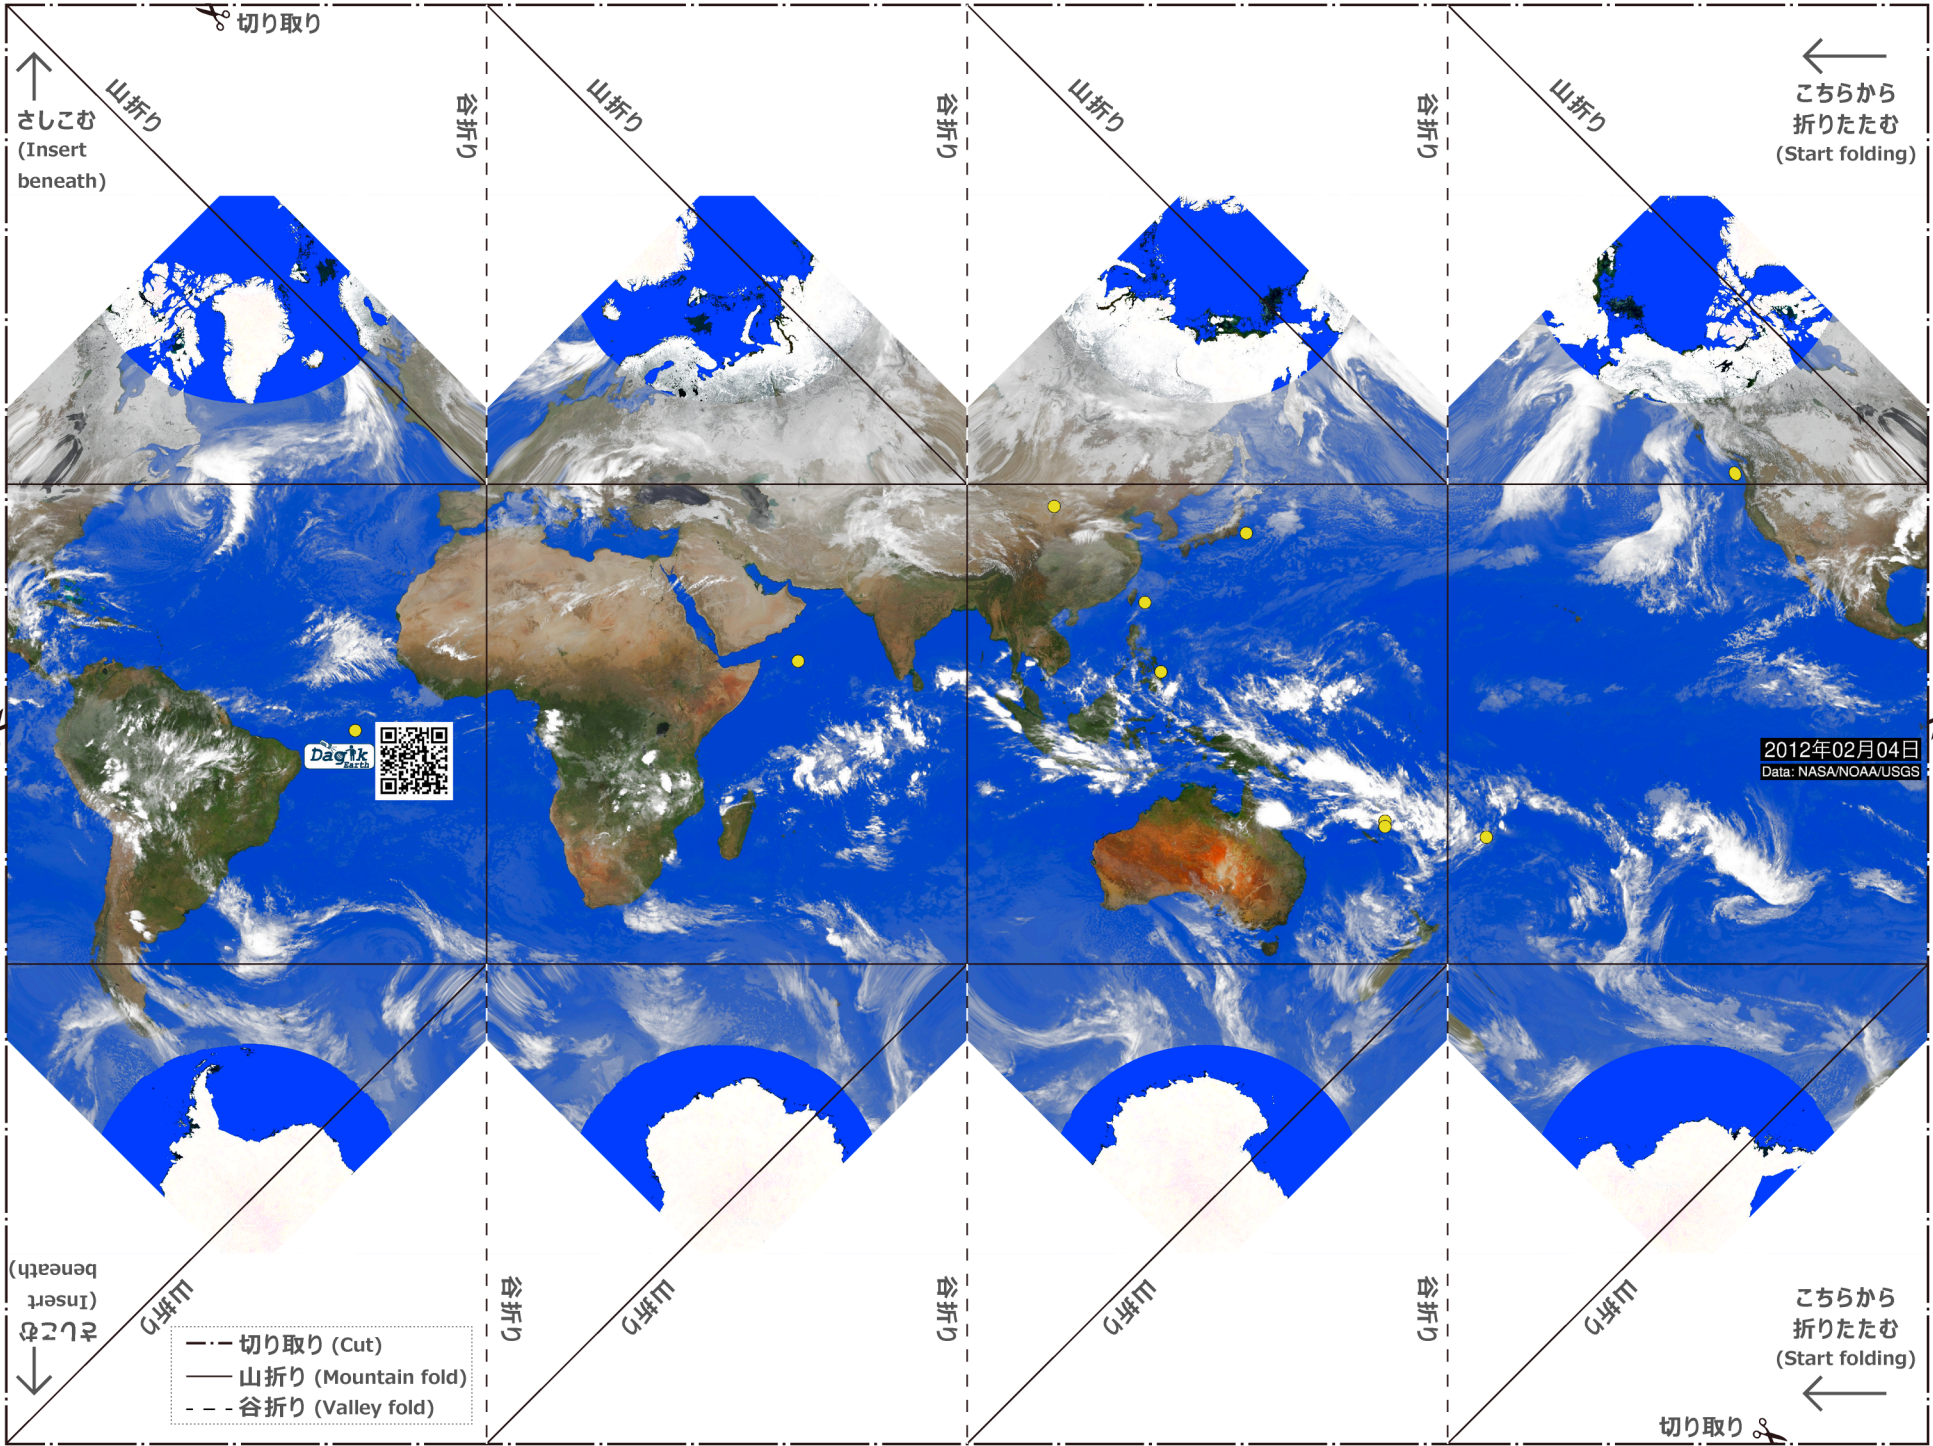 切り取り
山折り
谷折り
山折り
谷折り
山折り
谷折り
山折り
さしこむ
(Insert
beneath)
こちらから
折りたたむ
(Start folding)
Dagik
Earth
2012年02月04日
Data: NASA/NOAA/USGS
さしこむ
(Insert
beneath)
山折り
谷折り
山折り
谷折り
山折り
谷折り
山折り
こちらから
折りたたむ
(Start folding)
切り取り (Cut)
山折り (Mountain fold)
谷折り (Valley fold)
切り取り